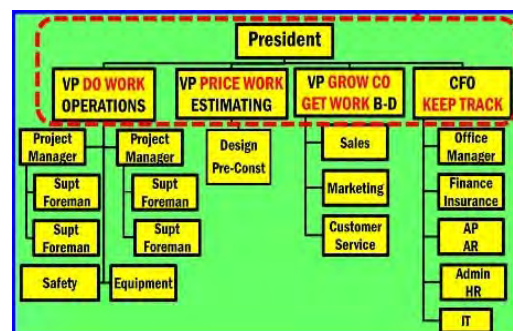 President
VP DO WORK
OPERATIONS
VP PRICE WORK
ESTIMATING
VP GROW CO
GET WORK B-D
CFO
KEEP TRACK
Project
Manager
Supt
Foreman
Supt
Foreman
Project
Manager
Supt
Foreman
Supt
Foreman
Safety
Equipment
Design
Pre-Const
Sales
Marketing
Customer
Service
Office
Manager
Finance
Insurance
AP
AR
Admin
HR
IT